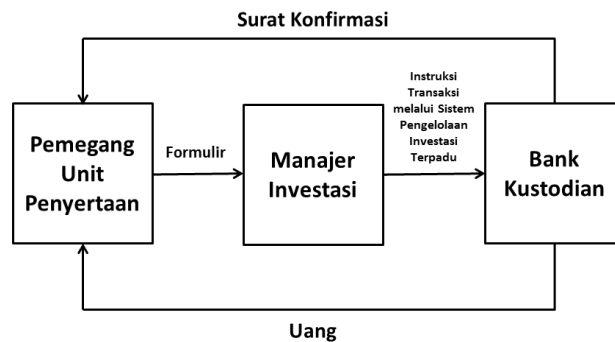 Surat Konfirmasi
Pemegang
Unit
Penyertaan
Formulir
Manajer
Investasi
Instruksi
Transaksi
melalui Sistem
Pengelolaan
Investasi
Terpadu
Bank
Kustodian
Uang